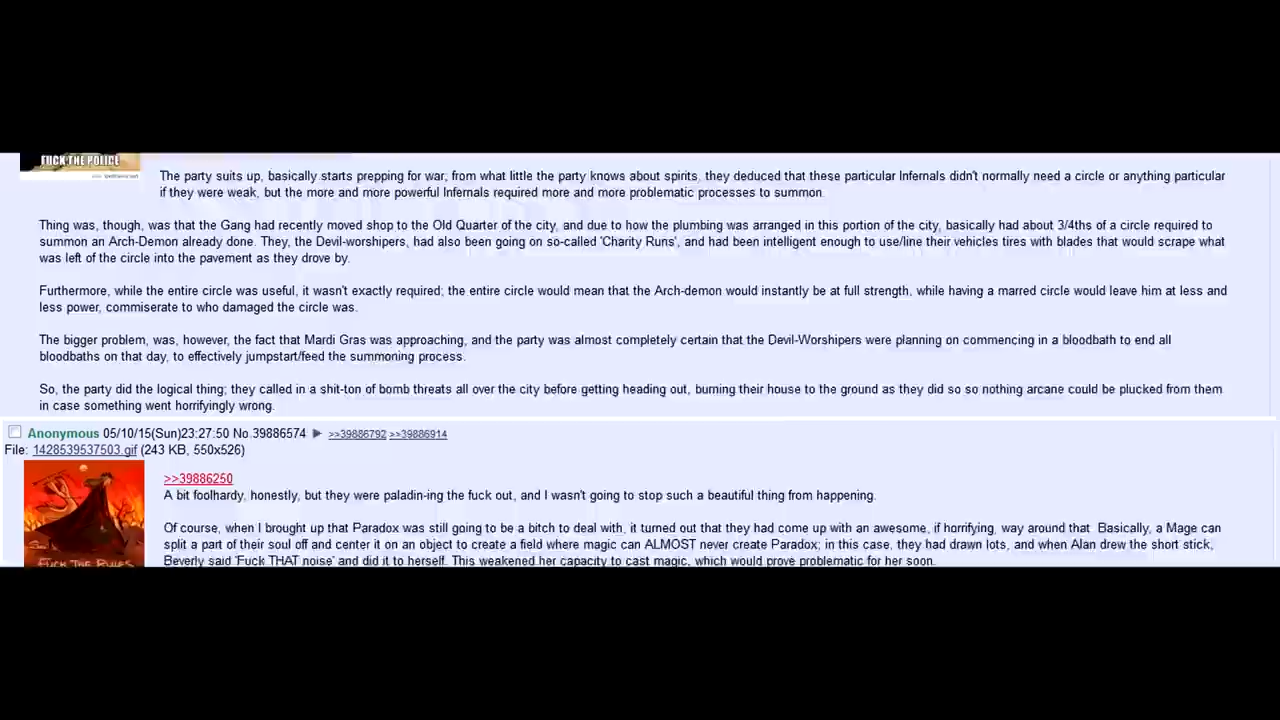 FUCK THE POLICE
The party suits up, basically starts prepping for war; from what little the party knows about spirits, they deduced that these particular Infernals didn't normally need a circle or anything particular
if they were weak, but the more and more powerful Infernals required more and more problematic processes to summon.
Thing was, though, was that the Gang had recently moved shop to the Old Quarter of the city, and due to how the plumbing was arranged in this portion of the city, basically had about 3/4ths of a circle required to
summon an Arch-Demon already done. They, the Devil-worshipers, had also been going on so-called 'Charity Runs', and had been intelligent enough to use/line their vehicles tires with blades that would scrape what
was left of the circle into the pavement as they drove by.
Furthermore, while the entire circle was useful, it wasn't exactly required; the entire circle would mean that the Arch-demon would instantly be at full strength, while having a marred circle would leave him at less and
less power, commiserate to who damaged the circle was.
The bigger problem, was, however, the fact that Mardi Gras was approaching, and the party was almost completely certain that the Devil-Worshipers were planning on commencing in a bloodbath to end all
bloodbaths on that day, to effectively jumpstart/feed the summoning process.
So, the party did the logical thing; they called in a shit-ton of bomb threats all over the city before getting heading out, burning their house to the ground as they did so so nothing arcane could be plucked from them
in case something went horrifyingly wrong.
Anonymous 05/10/15(Sun)23:27:50 No.39886574 ▶ >>39886792 >>39886914
File: 1428539537503.gif (243 KB, 550x526)
>>39886250
A bit foolhardy, honestly, but they were paladin-ing the fuck out, and I wasn't going to stop such a beautiful thing from happening.
Of course, when I brought up that Paradox was still going to be a bitch to deal with, it turned out that they had come up with an awesome, if horrifying, way around that. Basically, a Mage can
split a part of their soul off and center it on an object to create a field where magic can ALMOST never create Paradox; in this case, they had drawn lots, and when Alan drew the short stick,
Beverly said 'Fuck THAT noise' and did it to herself. This weakened her capacity to cast magic, which would prove problematic for her soon.
FUCK THE RULES